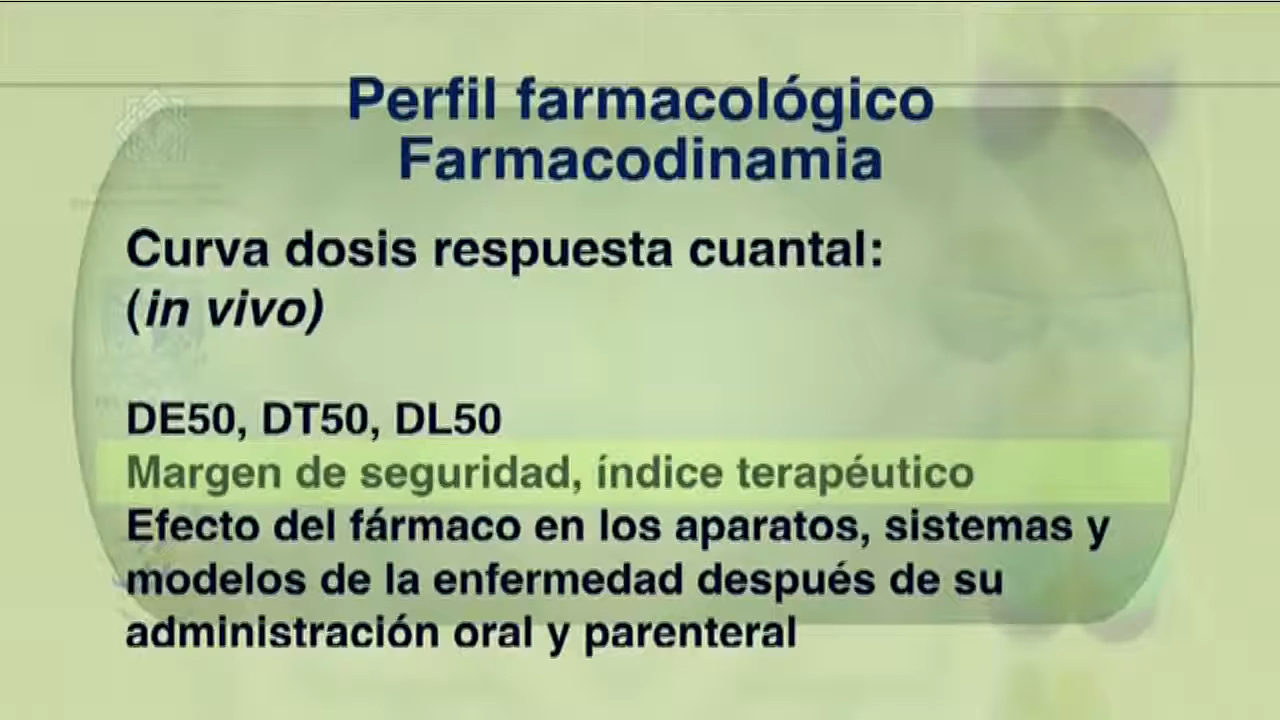 Perfil farmacológico
Farmacodinamia
Curva dosis respuesta cuantal:
(in vivo)
DE50, DT50, DL50
Margen de seguridad, índice terapéutico
Efecto del fármaco en los aparatos, sistemas y
modelos de la enfermedad después de su
administración oral y parenteral